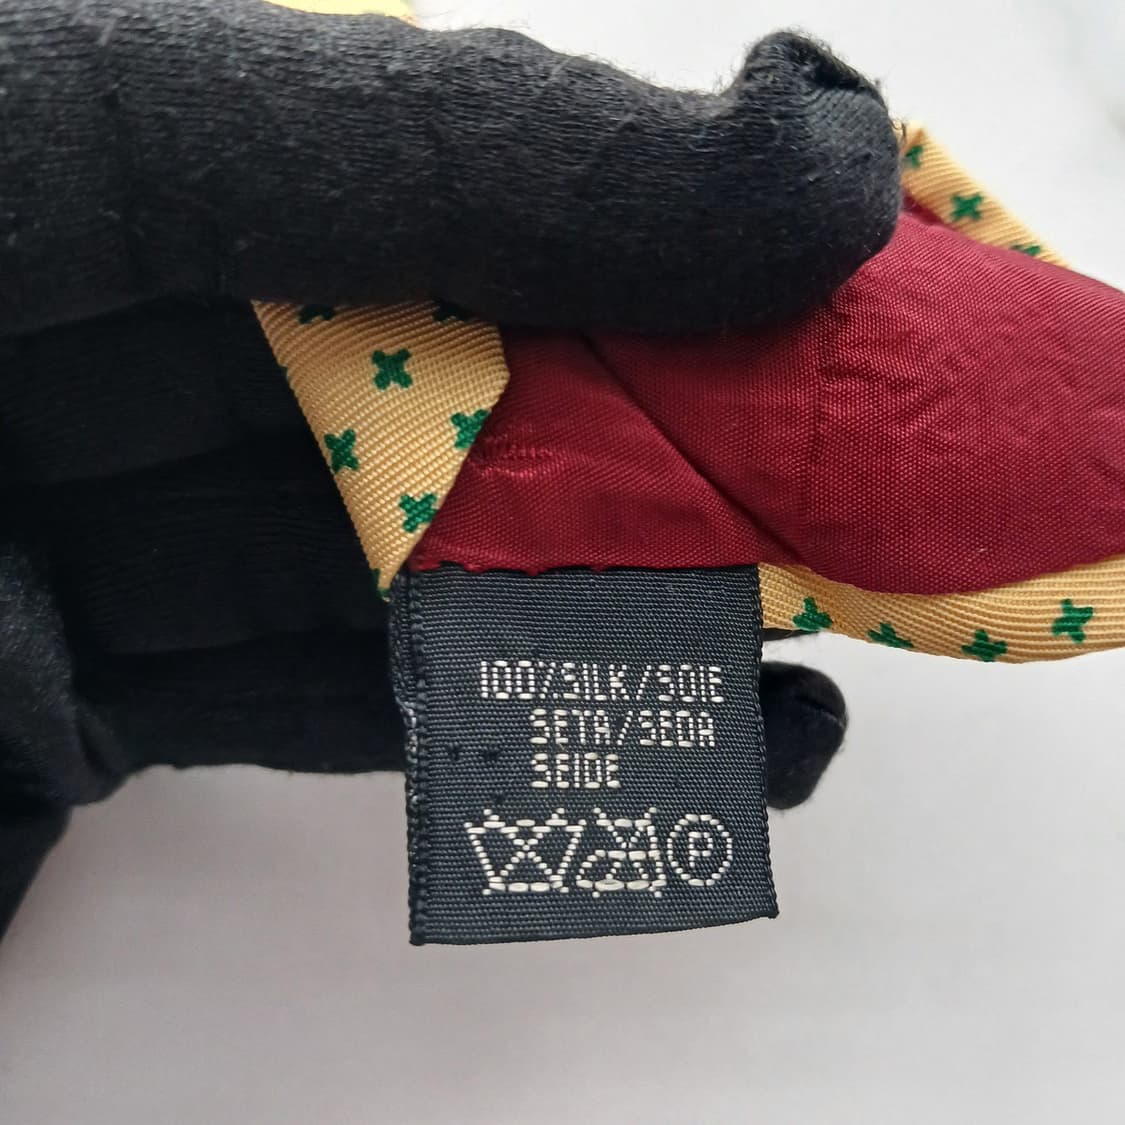 100% SILK/SOIE
SETA/SEDA
SEIDE
P